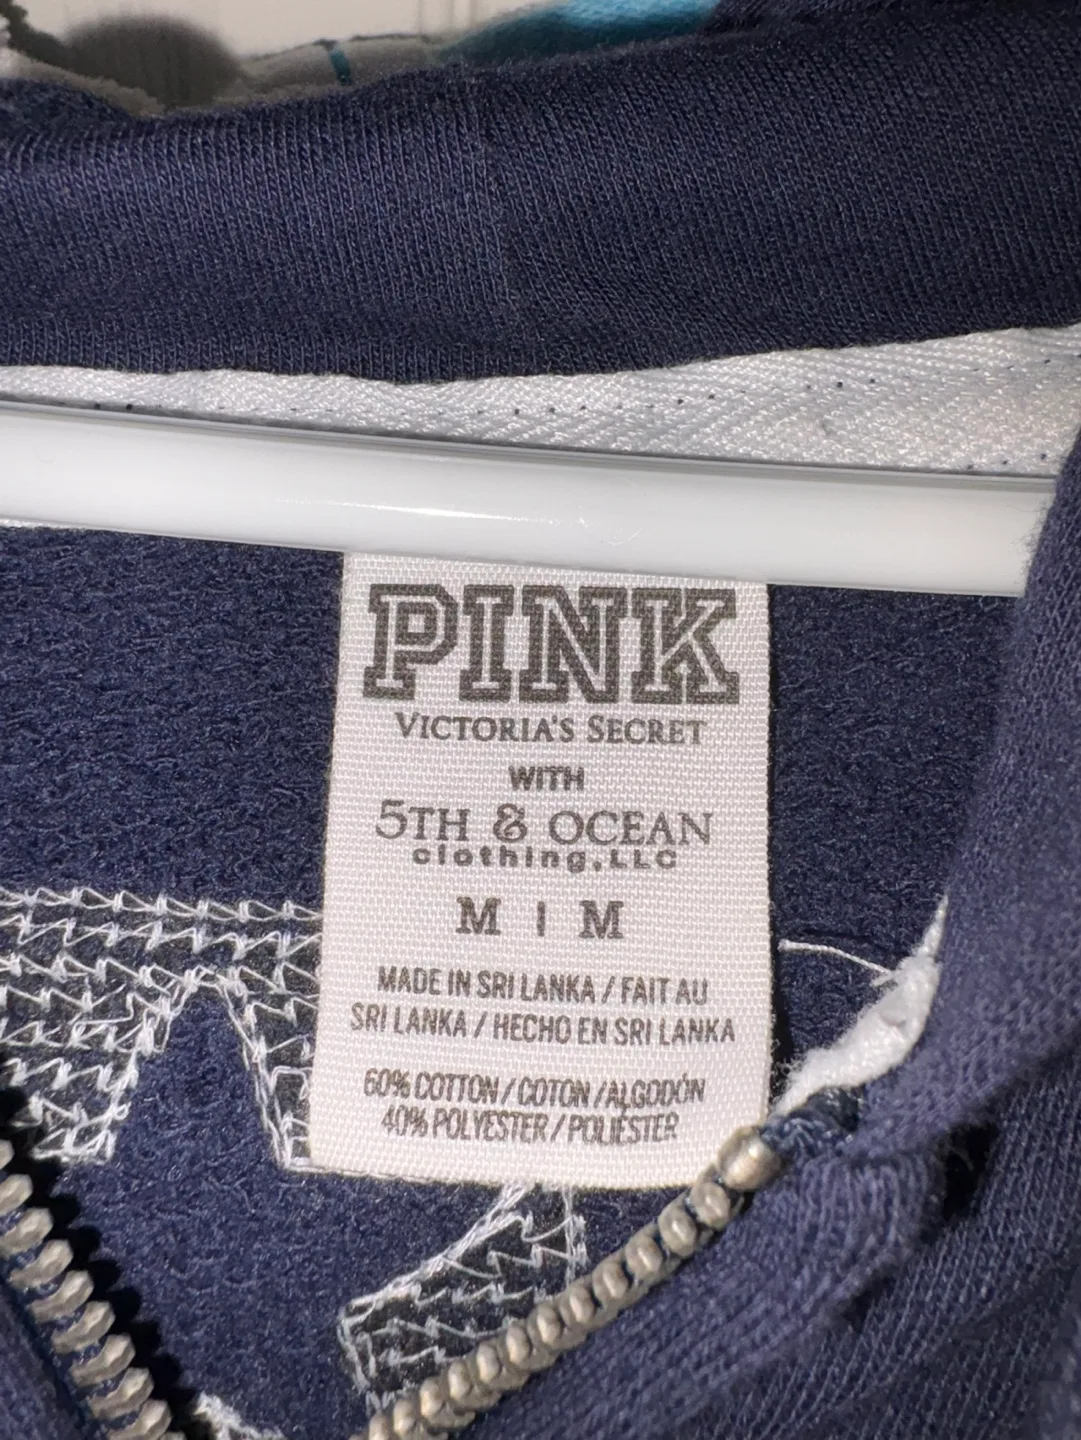 PINK
VICTORIA'S SECRET
WITH
5TH & OCEAN
clothing,LLC
M | M
MADE IN SRI LANKA / FAIT AU
SRI LANKA / HECHO EN SRI LANKA
60% COTTON / COTON / ALGODÓN
40% POLYESTER / POLIÉSTER